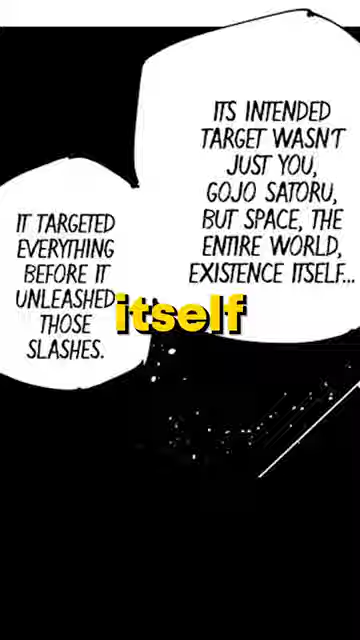 ITS INTENDED
TARGET WASN'T
JUST YOU,
GOJO SATORU,
BUT SPACE, THE
ENTIRE WORLD,
EXISTENCE ITSELF...
IT TARGETED
EVERYTHING
BEFORE IT
UNLEASHED
THOSE
SLASHES.
itself